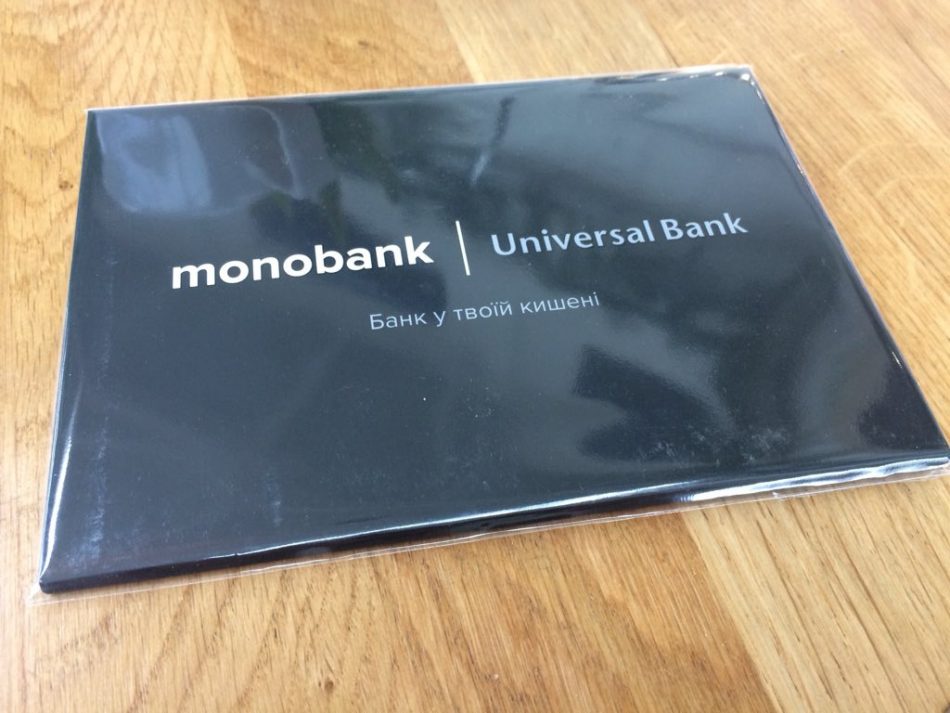 monobank | Universal Bank
Банк у твоїй кишені